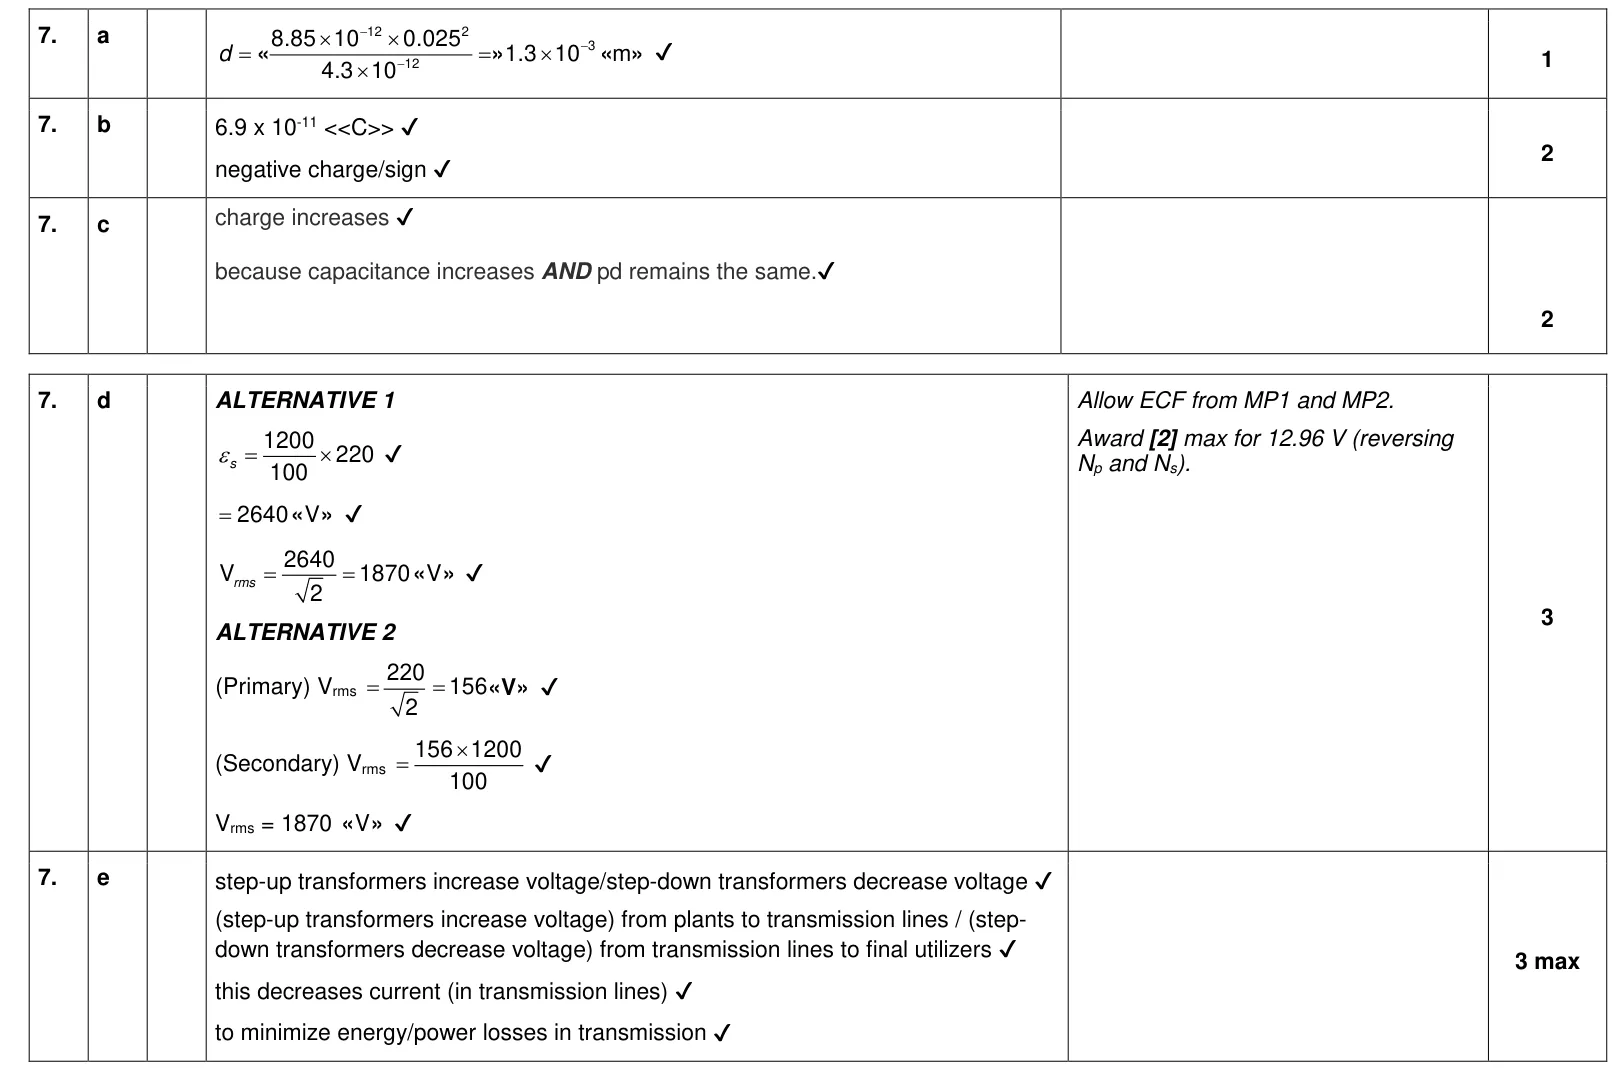 7. a d = «8.85×10⁻¹²×0.025²/4.3×10⁻¹² =» 1.3×10⁻³ «m» ✓ 1
7. b 6.9 x 10⁻¹¹ <<C>> ✓
negative charge/sign ✓
2
7. c charge increases ✓
because capacitance increases AND pd remains the same.✓
2
7. d ALTERNATIVE 1
εₛ = 1200/100 × 220 ✓
= 2640 «V» ✓
Vrms = 2640/√2 = 1870 «V» ✓
ALTERNATIVE 2
(Primary) Vrms = 220/√2 = 156 «V» ✓
(Secondary) Vrms = 156×1200/100 ✓
Vrms = 1870 «V» ✓
Allow ECF from MP1 and MP2.
Award [2] max for 12.96 V (reversing
Np and Ns).
3
7. e step-up transformers increase voltage/step-down transformers decrease voltage ✓
(step-up transformers increase voltage) from plants to transmission lines / (step-
down transformers decrease voltage) from transmission lines to final utilizers ✓
this decreases current (in transmission lines) ✓
to minimize energy/power losses in transmission ✓
3 max